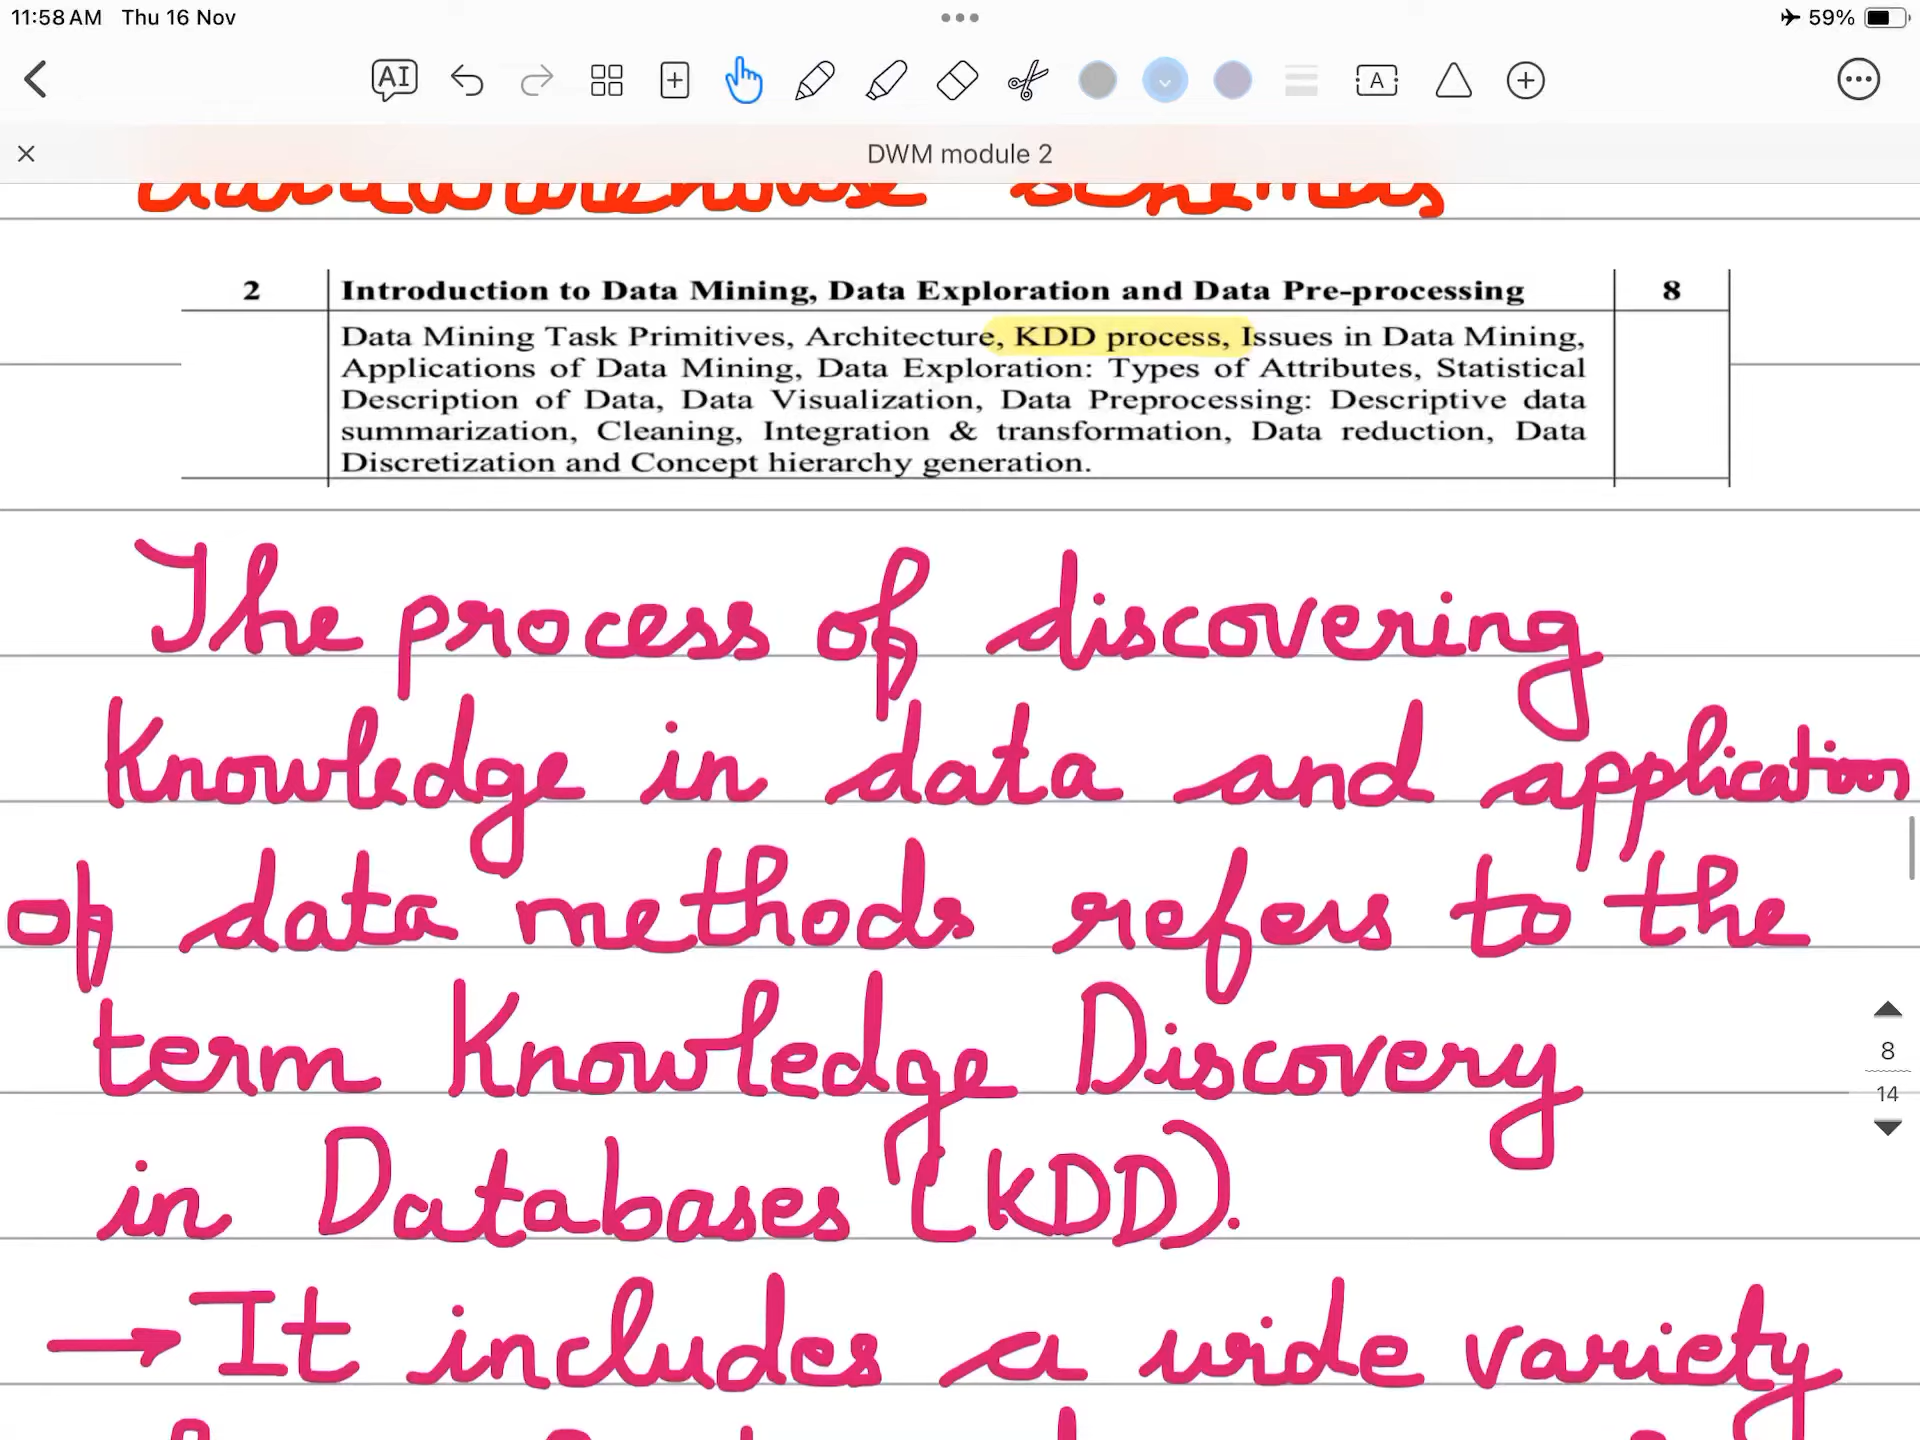 11:58 AM Thu 16 Nov
59%
AI
A
DWM module 2
datawarehouse schemas
2 Introduction to Data Mining, Data Exploration and Data Pre-processing 8
Data Mining Task Primitives, Architecture, KDD process, Issues in Data Mining,
Applications of Data Mining, Data Exploration: Types of Attributes, Statistical
Description of Data, Data Visualization, Data Preprocessing: Descriptive data
summarization, Cleaning, Integration & transformation, Data reduction, Data
Discretization and Concept hierarchy generation.
The process of discovering
Knowledge in data and application
of data methods refers to the
term Knowledge Discovery
8
14
in Databases (KDD).
→ It includes a wide variety